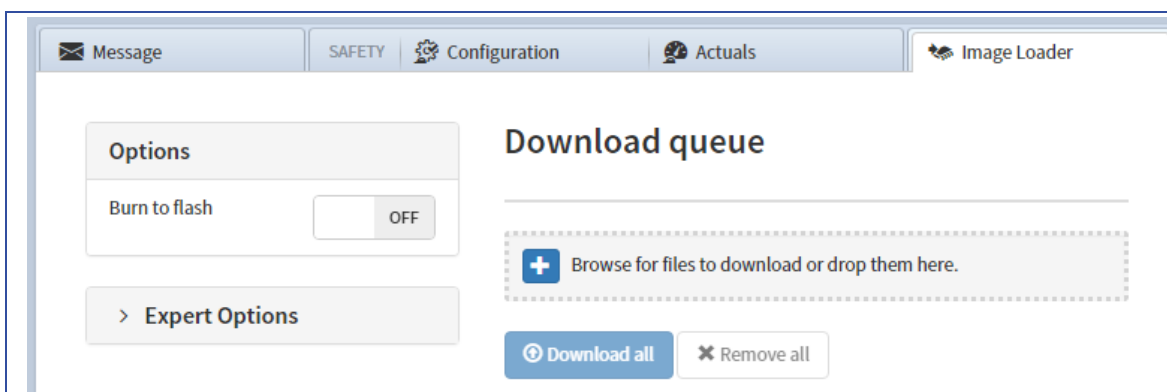 Message
SAFETY
Configuration
Actuals
Image Loader
Options
Burn to flash
OFF
Expert Options
Download queue
Browse for files to download or drop them here.
Download all
Remove all